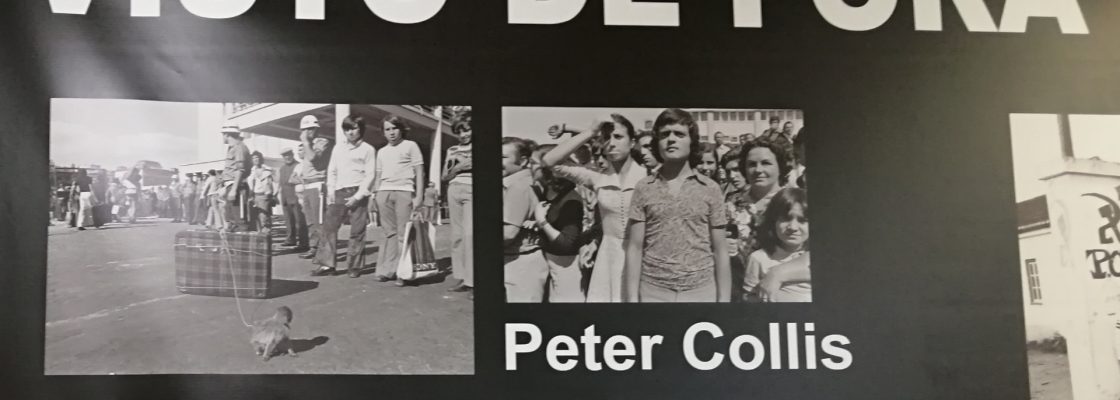 VISTO DE FORA
Peter Collis